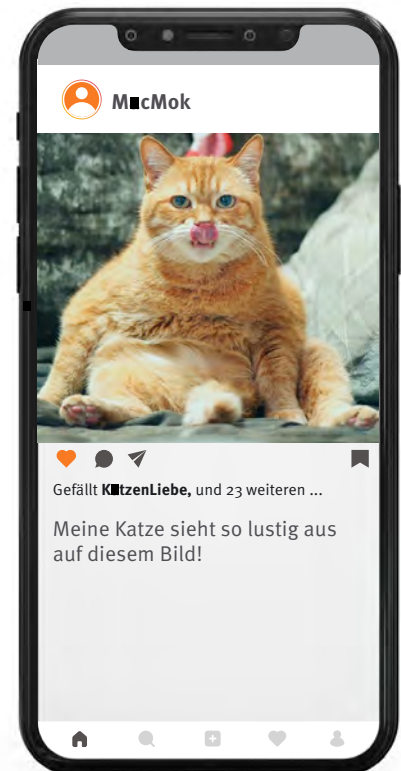 Gefällt und 23 weiteren ...
Meine Katze sieht so lustig aus
auf diesem Bild!